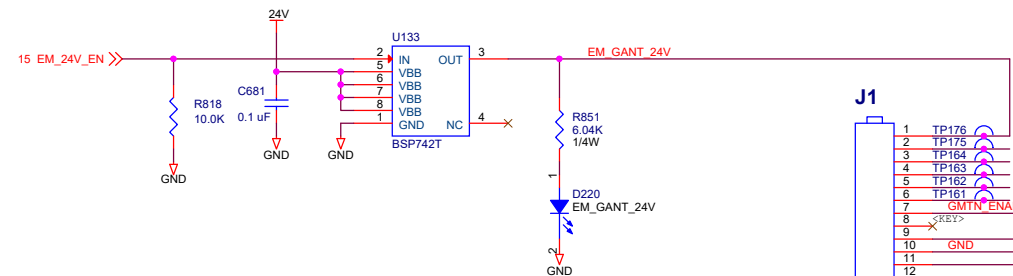 24V
U133
15 EM_24V_EN
2 IN OUT 3
EM_GANT_24V
5 VBB
6 VBB
7 VBB
8 VBB
1 GND NC 4
BSP742T
R818
10.0K
C681
0.1 uF
GND
GND
GND
R851
6.04K
1/4W
1
D220
EM_GANT_24V
2
GND
J1
1 TP176
2 TP175
3 TP164
4 TP163
5 TP162
6 TP161
7 GMTN_ENA
8 <KEY>
9
10 GND
11
12